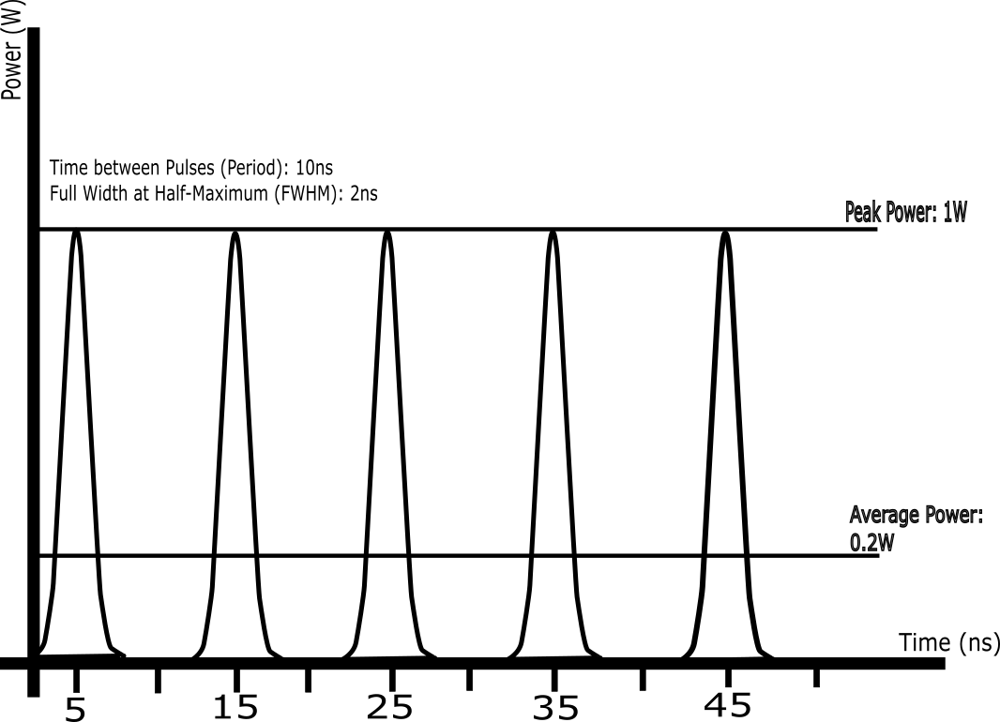 Power (W)
Time between Pulses (Period): 10ns
Full Width at Half-Maximum (FWHM): 2ns
Peak Power: 1W
Average Power:
0.2W
Time (ns)
5
15
25
35
45